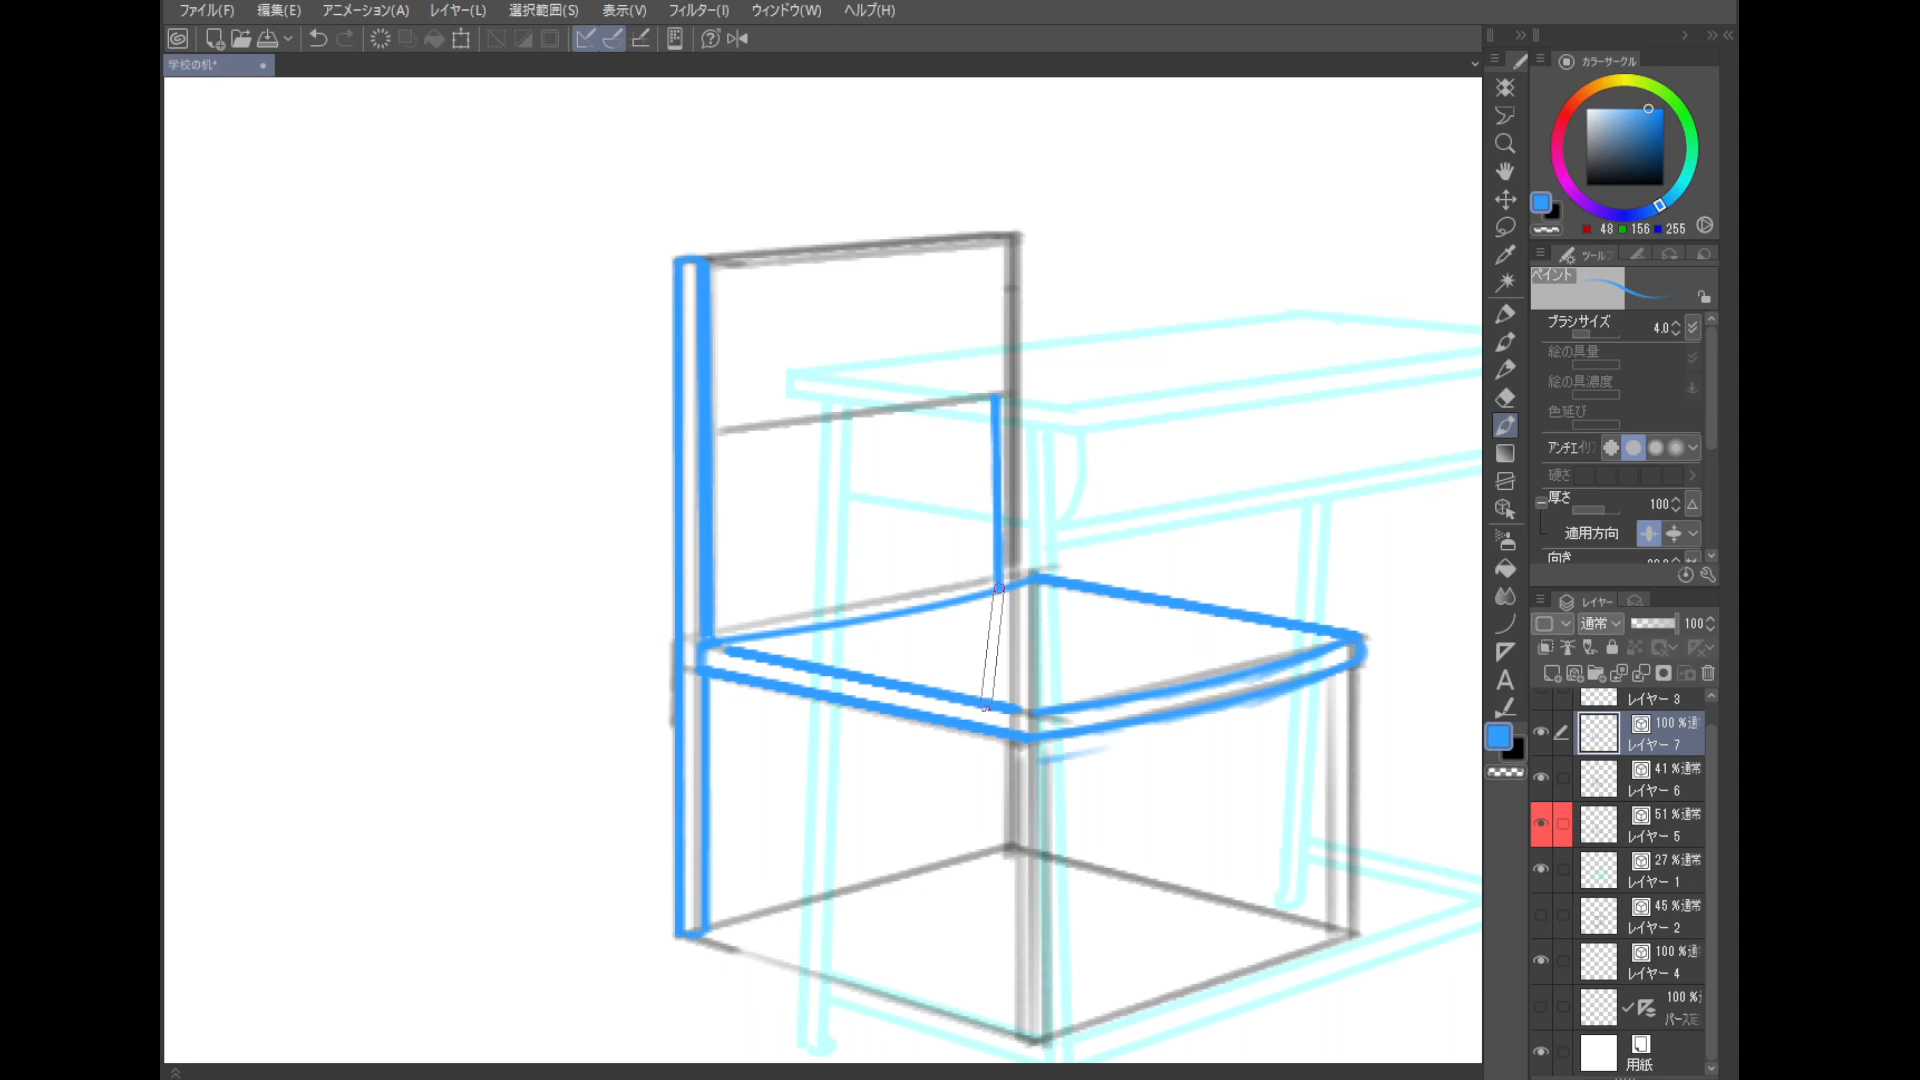 ファイル(F) 編集(E) アニメーション(A) レイヤー(L) 選択範囲(S) 表示(V) フィルター(I) ウィンドウ(W) ヘルプ(H)
学校の机*
カラーサークル
48 156 255
ツール
ペイント
ブラシサイズ 4.0
絵の具量
絵の具濃度
色延び
アンチエイリ
硬さ
厚さ 100
適用方向
向き
レイヤー
通常 100
レイヤー 3
100 %通
レイヤー 7
41 %通常
レイヤー 6
51 %通常
レイヤー 5
27 %通常
レイヤー 1
45 %通常
レイヤー 2
100 %通
レイヤー 4
100 %
パース定
用紙